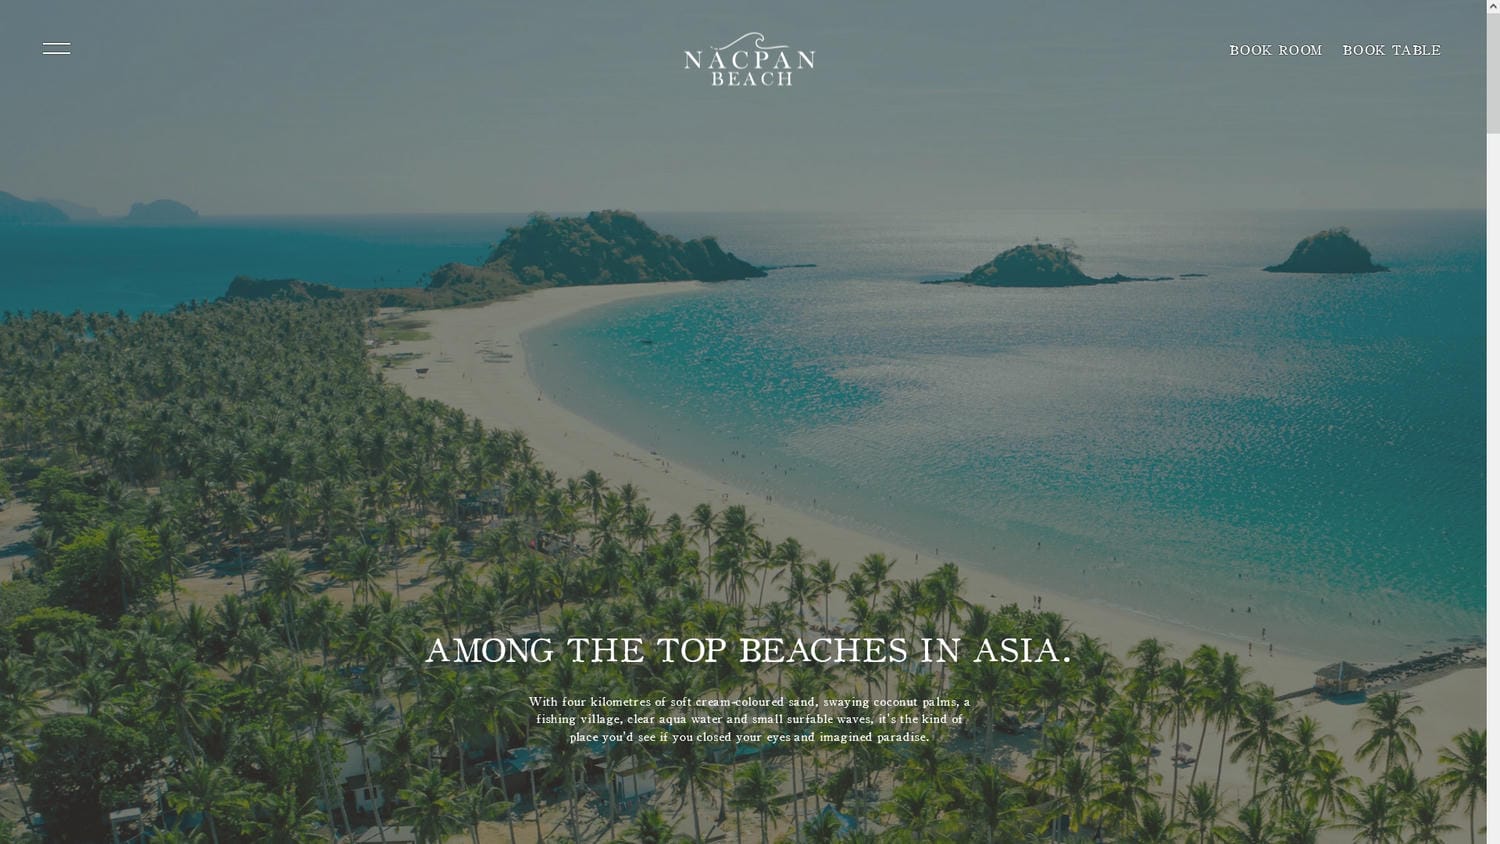 NACPAN
BEACH
BOOK ROOM
BOOK TABLE
AMONG THE TOP BEACHES IN ASIA.
With four kilometres of soft cream-coloured sand, swaying coconut palms, a
fishing village, clear aqua water and small surfable waves, it's the kind of
place you'd see if you closed your eyes and imagined paradise.